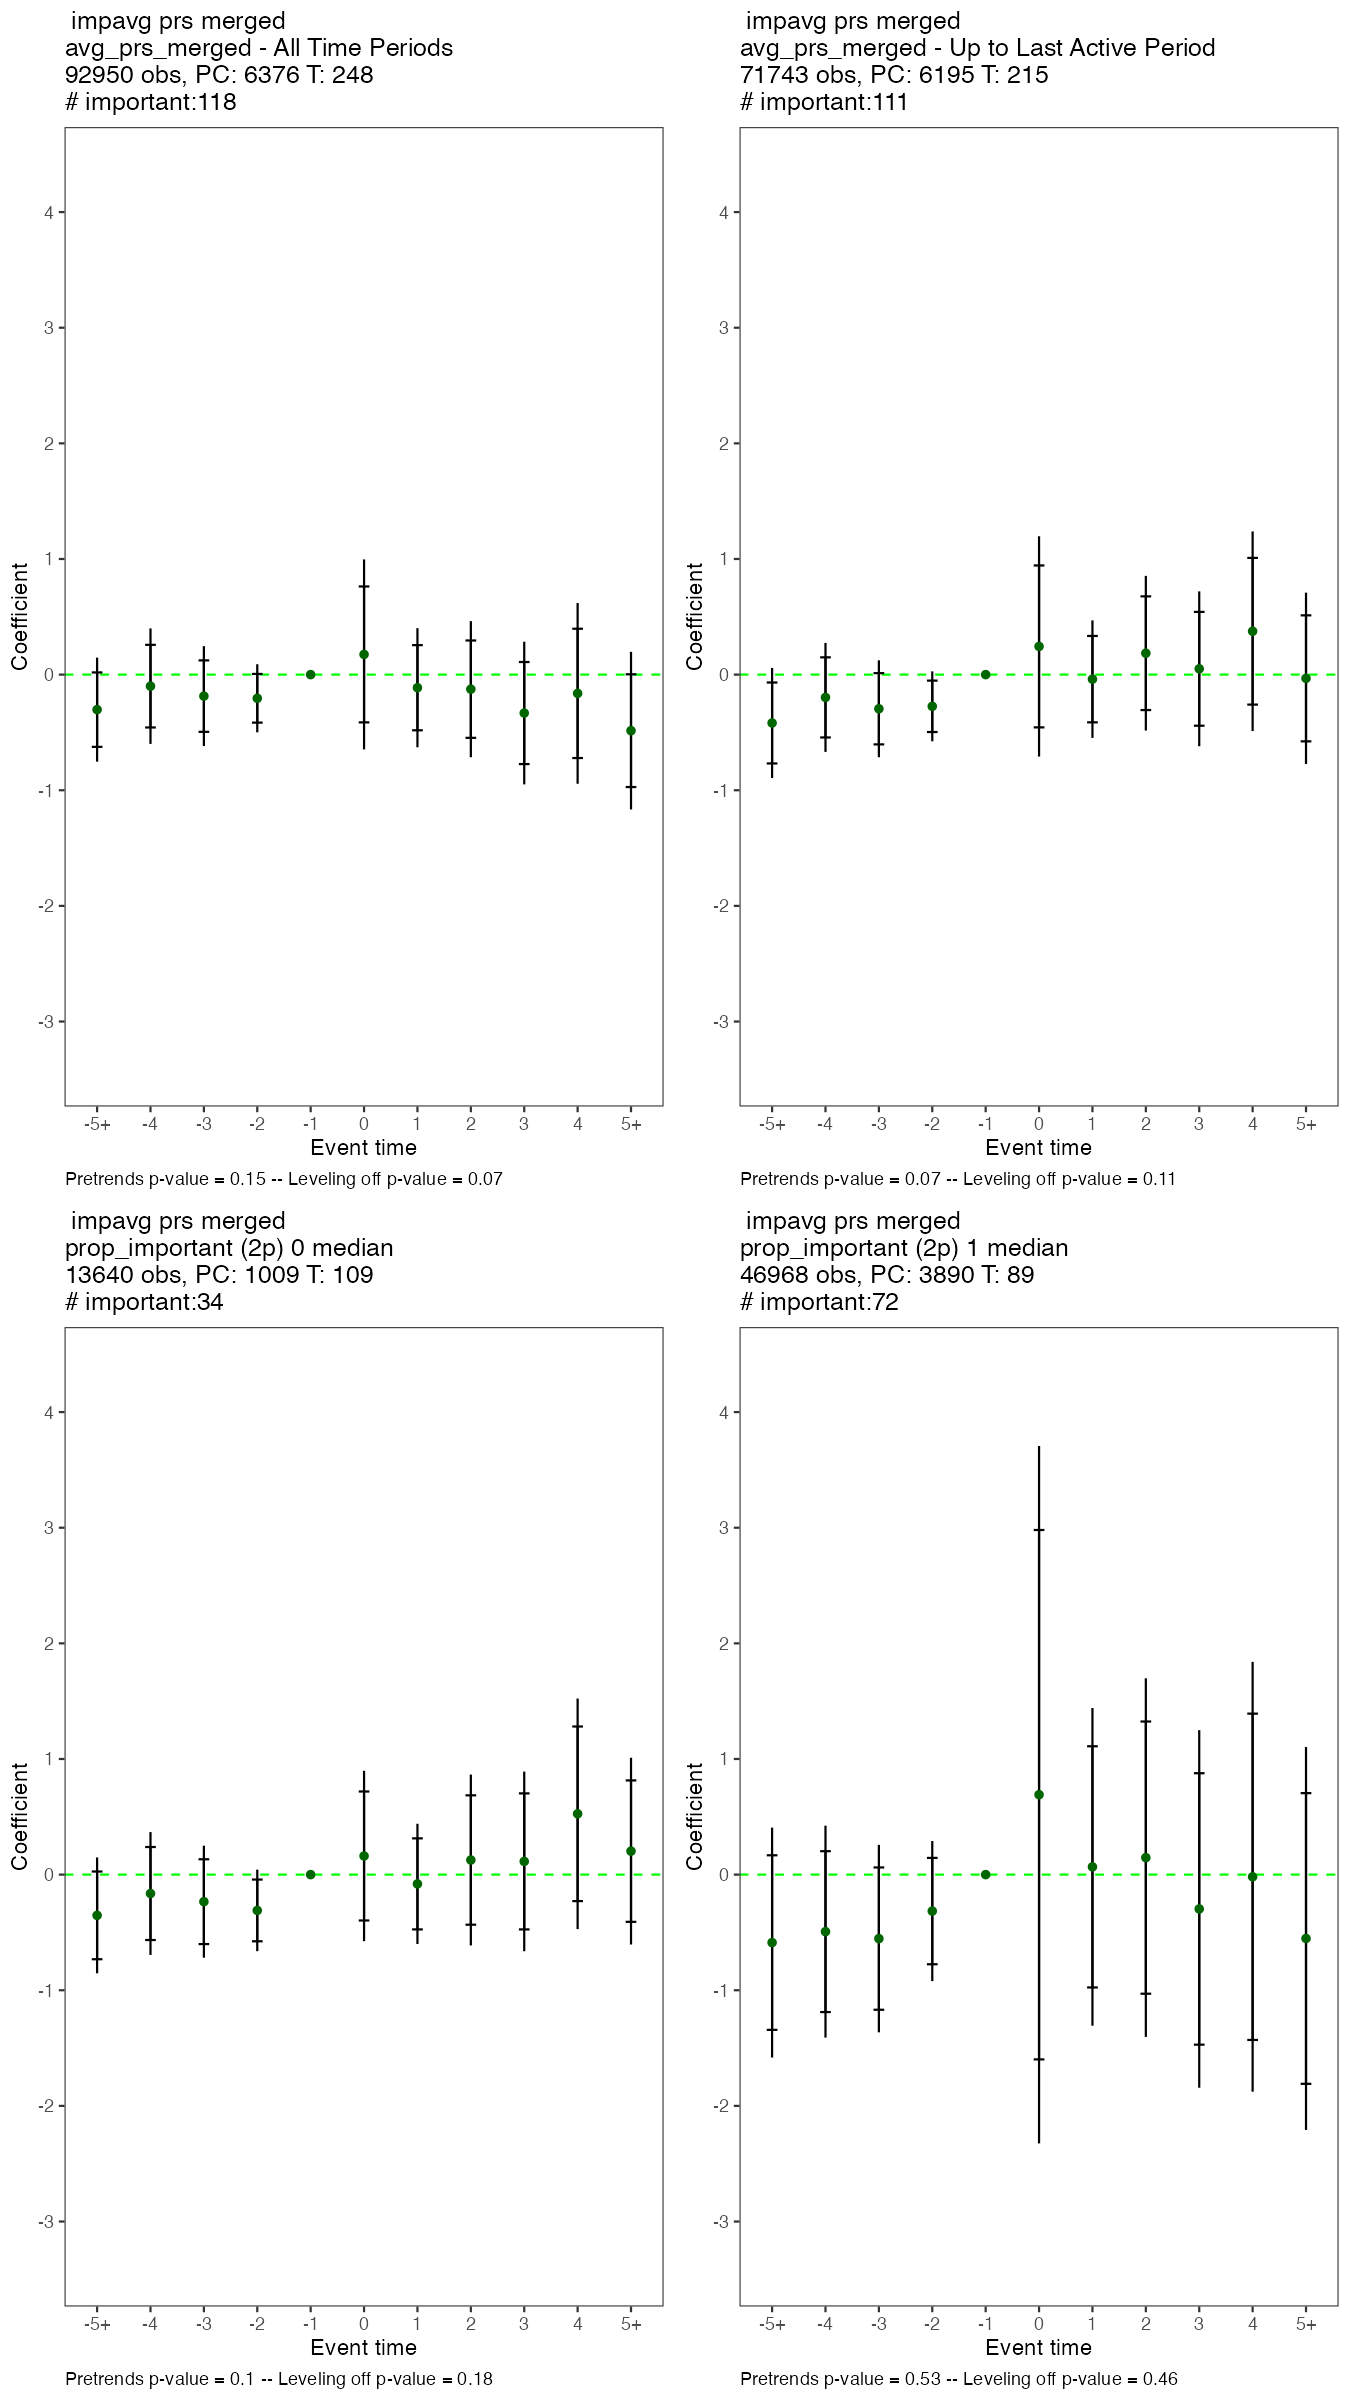 impavg prs merged
avg_prs_merged - All Time Periods
92950 obs, PC: 6376 T: 248
# important:118
4
3
2
1
0
-1
-2
-3
Coefficient
-5+ -4 -3 -2 -1 0 1 2 3 4 5+
Event time
Pretrends p-value = 0.15 -- Leveling off p-value = 0.07
impavg prs merged
avg_prs_merged - Up to Last Active Period
71743 obs, PC: 6195 T: 215
# important:111
4
3
2
1
0
-1
-2
-3
Coefficient
-5+ -4 -3 -2 -1 0 1 2 3 4 5+
Event time
Pretrends p-value = 0.07 -- Leveling off p-value = 0.11
impavg prs merged
prop_important (2p) 0 median
13640 obs, PC: 1009 T: 109
# important:34
4
3
2
1
0
-1
-2
-3
Coefficient
-5+ -4 -3 -2 -1 0 1 2 3 4 5+
Event time
Pretrends p-value = 0.1 -- Leveling off p-value = 0.18
impavg prs merged
prop_important (2p) 1 median
46968 obs, PC: 3890 T: 89
# important:72
4
3
2
1
0
-1
-2
-3
Coefficient
-5+ -4 -3 -2 -1 0 1 2 3 4 5+
Event time
Pretrends p-value = 0.53 -- Leveling off p-value = 0.46